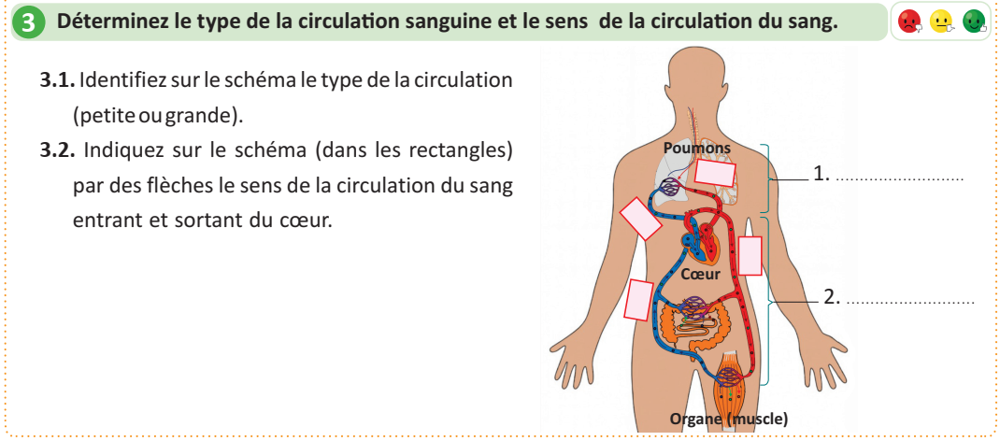 3 Déterminez le type de la circulation sanguine et le sens de la circulation du sang.
3.1. Identifiez sur le schéma le type de la circulation
(petite ou grande).
3.2. Indiquez sur le schéma (dans les rectangles)
par des flèches le sens de la circulation du sang
entrant et sortant du cœur.
Poumons
1. ...........................
Cœur
2. ...........................
Organe (muscle)